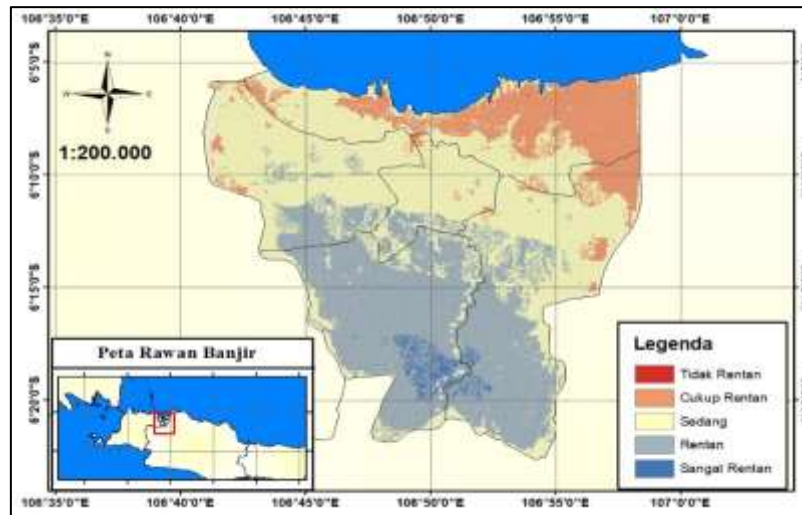 106°35'0"E 106°40'0"E 106°45'0"E 106°50'0"E 106°55'0"E 107°0'0"E
N
W E
S
1:200.000
6°5'0"S
6°10'0"S
6°15'0"S
6°20'0"S
Peta Rawan Banjir
Legenda
Tidak Rentan
Cukup Rentan
Sedang
Rentan
Sangat Rentan
106°35'0"E 106°40'0"E 106°45'0"E 106°50'0"E 106°55'0"E 107°0'0"E